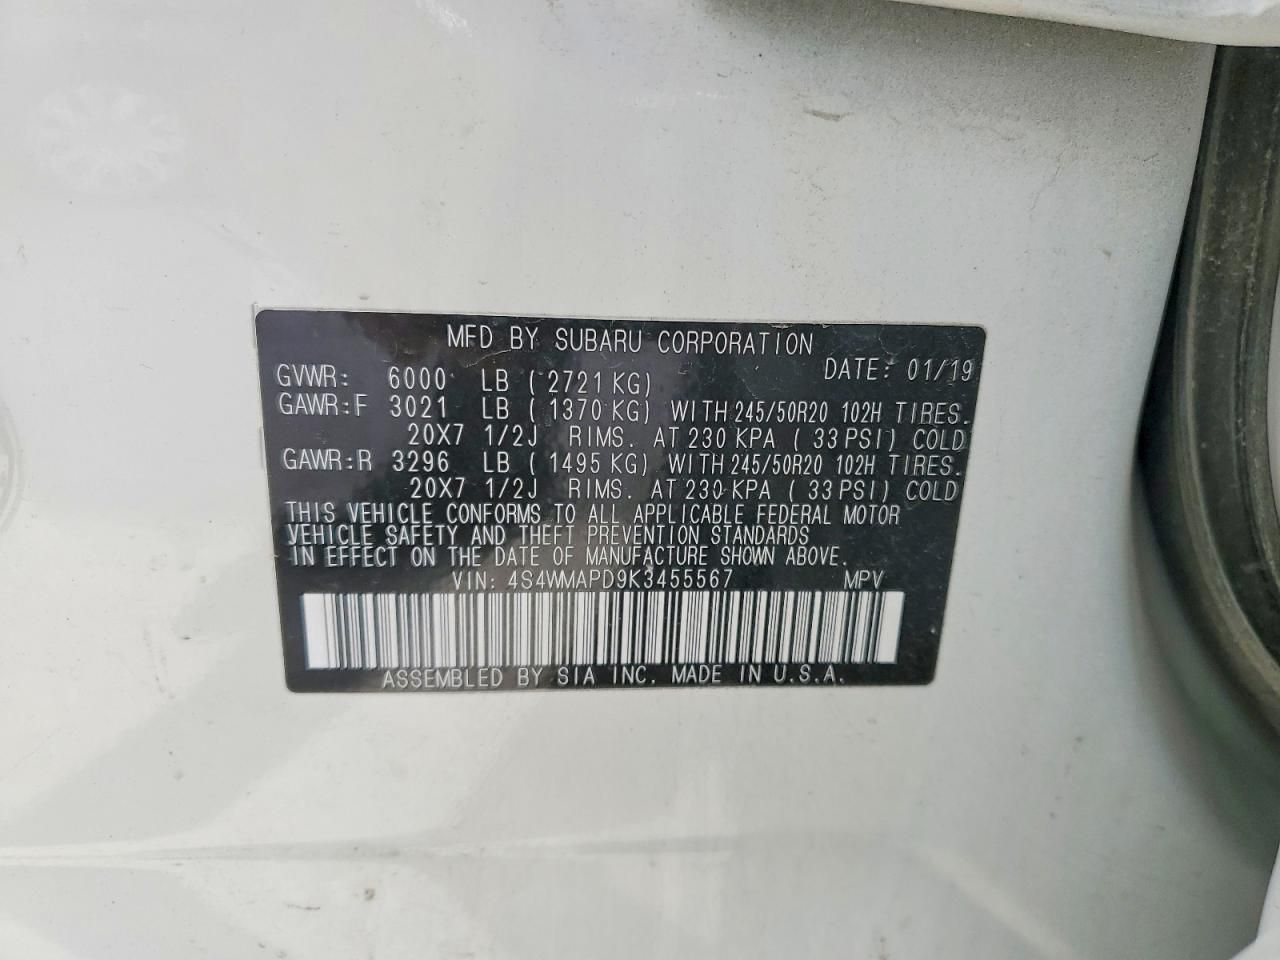 MFD BY SUBARU CORPORATION
DATE: 01/19
GVWR: 6000 LB (2721KG)
GAWR:F 3021 LB (1370 KG) WITH 245/50R20 102H TIRES.
20X7 1/2J RIMS. AT 230 KPA (33 PSI) COLD
GAWR:R 3296 LB (1495 KG) WITH 245/50R20 102H TIRES.
20X7 1/2J RIMS. AT 230 KPA (33 PSI) COLD
THIS VEHICLE CONFORMS TO ALL APPLICABLE FEDERAL MOTOR
VEHICLE SAFETY AND THEFT PREVENTION STANDARDS
IN EFFECT ON THE DATE OF MANUFACTURE SHOWN ABOVE.
VIN: 4S4WMAPD9K3455567 MPV
ASSEMBLED BY SIA INC. MADE IN U.S.A.